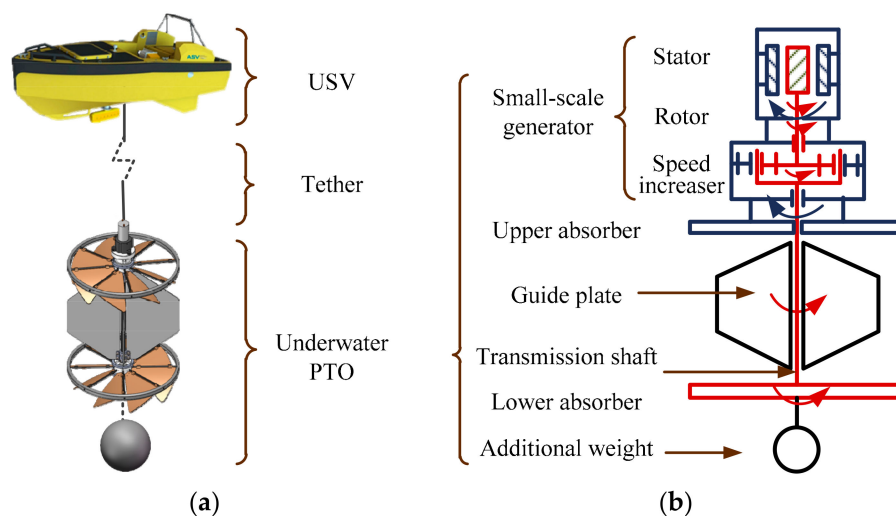 USV
Tether
Underwater
PTO
(a)
Small-scale
generator
Stator
Rotor
Speed
increaser
Upper absorber
Guide plate
Transmission shaft
Lower absorber
Additional weight
(b)